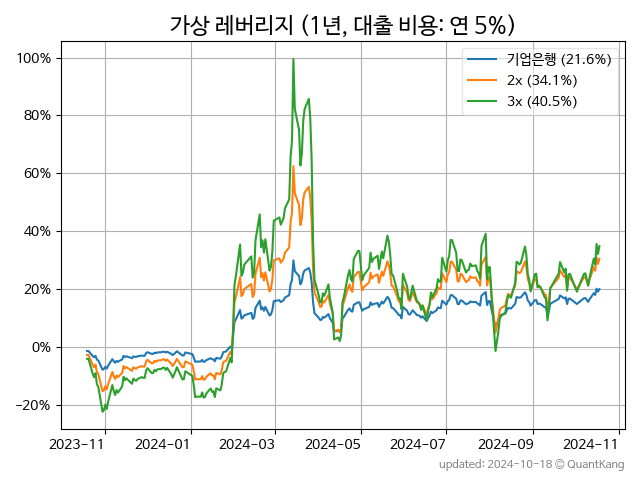 가상 레버리지 (1년, 대출 비용: 연 5%)
기업은행 (21.6%)
2x (34.1%)
3x (40.5%)
100%
80%
60%
40%
20%
0%
−20%
2023-11 2024-01 2024-03 2024-05 2024-07 2024-09 2024-11
updated: 2024-10-18 @ QuantKang